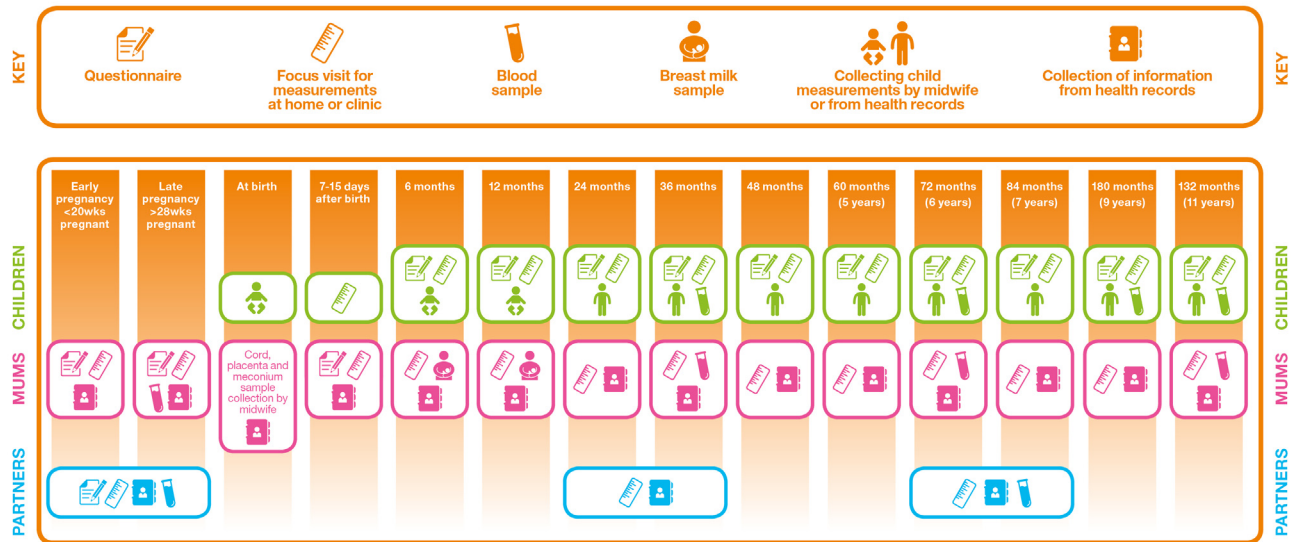 KEY
Questionnaire
Focus visit for
measurements
at home or clinic
Blood
sample
Breast milk
sample
Collecting child
measurements by midwife
or from health records
Collection of information
from health records
KEY
Early
pregnancy
<20wks
pregnant
Late
pregnancy
>28wks
pregnant
At birth
7-15 days
after birth
6 months
12 months
24 months
36 months
48 months
60 months
(5 years)
72 months
(6 years)
84 months
(7 years)
180 months
(9 years)
132 months
(11 years)
CHILDREN
CHILDREN
MUMS
Cord,
placenta and
meconium
sample
collection by
midwife
MUMS
PARTNERS
PARTNERS